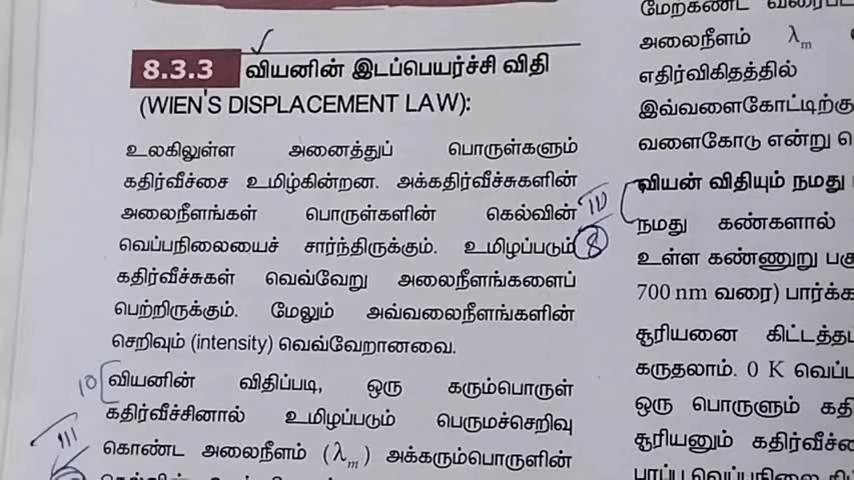 8.3.3 வியனின் இடப்பெயர்ச்சி விதி
(WIEN'S DISPLACEMENT LAW):
உலகிலுள்ள அனைத்துப் பொருள்களும்
கதிர்வீச்சை உமிழ்கின்றன. அக்கதிர்வீச்சுகளின்
அலைநீளங்கள் பொருள்களின் கெல்வின்
வெப்பநிலையைச் சார்ந்திருக்கும். உமிழப்படும்
கதிர்வீச்சுகள் வெவ்வேறு அலைநீளங்களைப்
பெற்றிருக்கும். மேலும் அவ்வலைநீளங்களின்
செறிவும் (intensity) வெவ்வேறானவை.
வியனின் விதிப்படி, ஒரு கரும்பொருள்
கதிர்வீச்சினால் உமிழப்படும் பெருமச்செறிவு
கொண்ட அலைநீளம் (λm) அக்கரும்பொருளின்
III
8
10
III
மேற்கண்ட
அலைநீளம் λm
எதிர்விகிதத்தில்
இவ்வளைகோட்டிற்கு
வளைகோடு என்று
வியன் விதியும் நமது
நமது கண்களால்
உள்ள கண்ணுறு
700 nm வரை) பார்க்க
சூரியனை
கருதலாம். 0 K
ஒரு பொருளும்
சூரியனும்